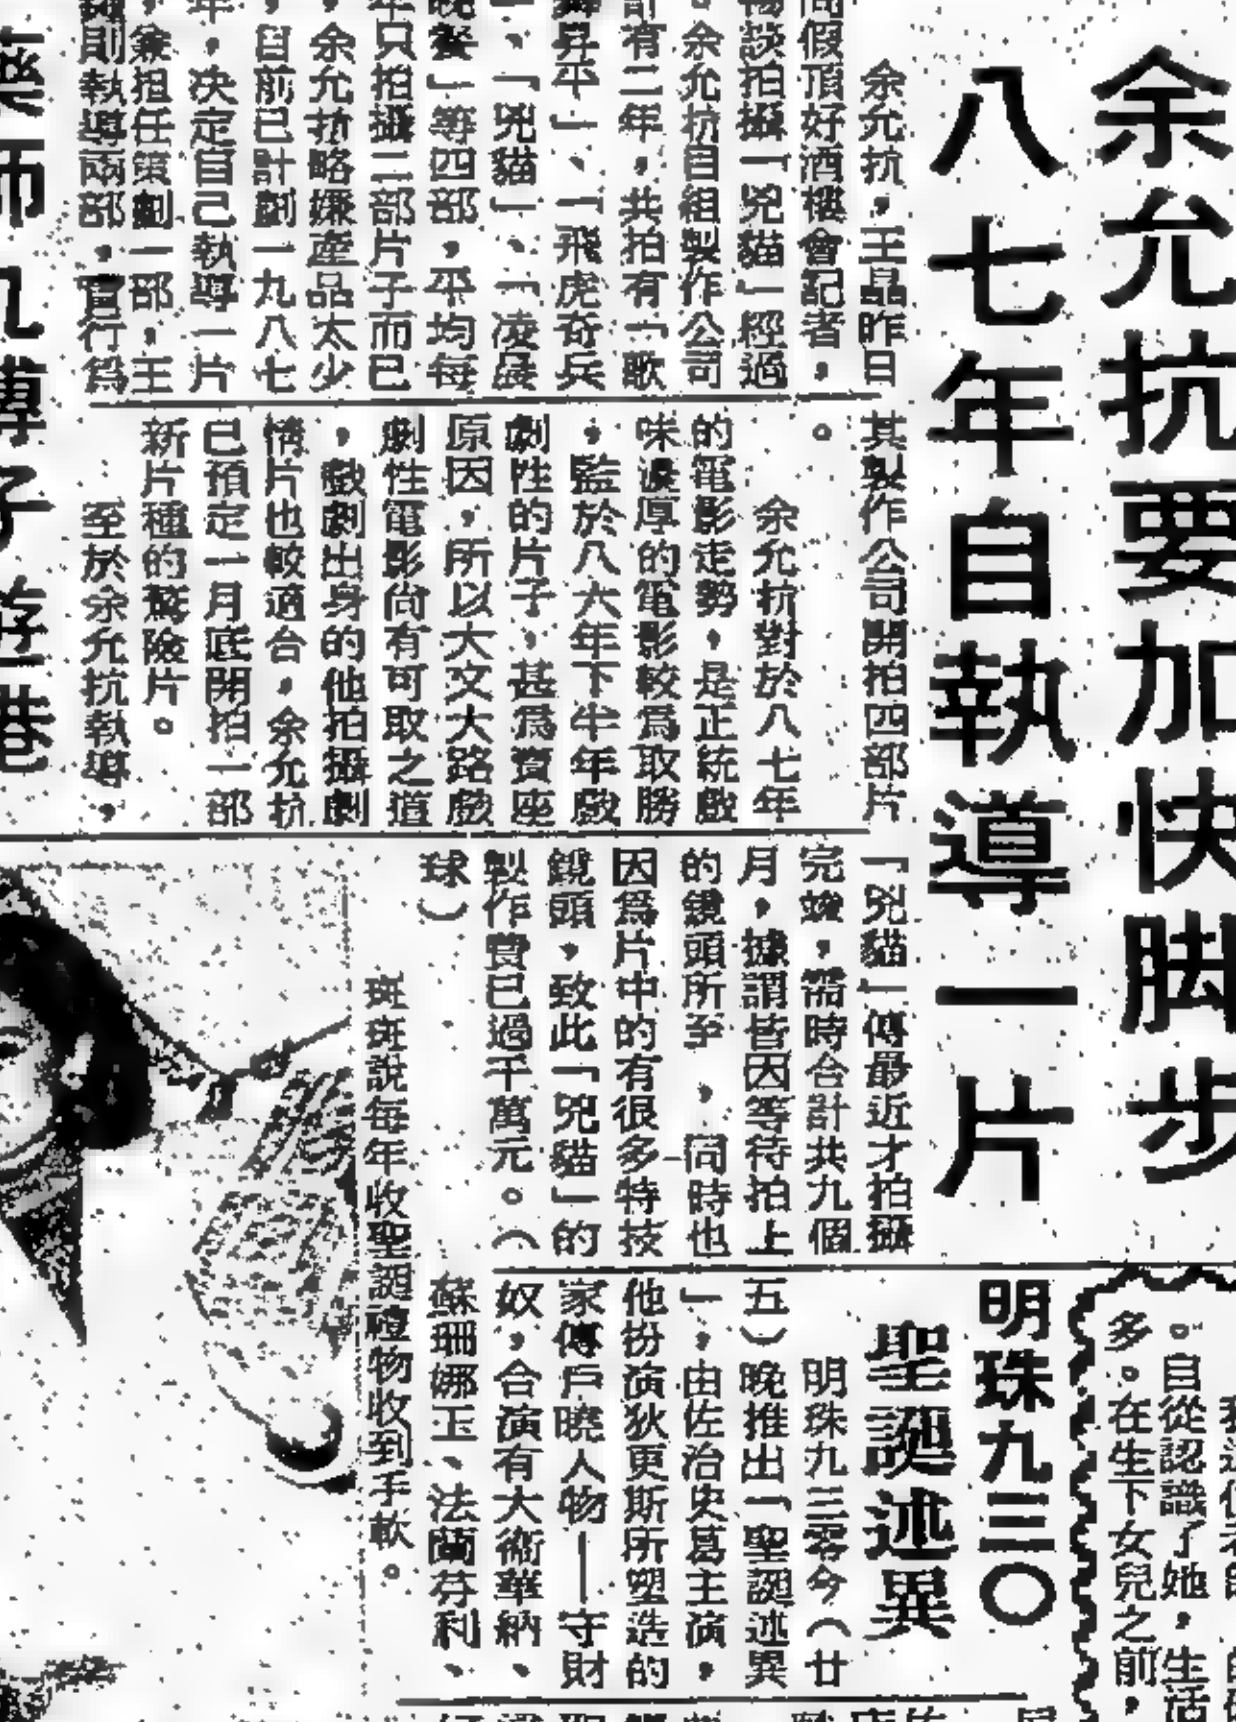 余允抗要加快脚步
八七年自執導一片
余允抗，王晶昨日
假頂好酒樓會記者，
談拍攝「兇貓」經過
。余允抗自組製作公司
有二年，共拍有「歌
昇平」、「飛虎奇兵
」、「兇貓」、「凌晨
晚餐」等四部，平均每
年只拍攝二部片子而已
，余允抗略嫌產品太少
，目前已計劃一九八七
年，決定自己執導一片
，兼担任策劃一部，王
則執導兩部，實行爲
其製作公司開拍四部片
。
余允抗對於八七年
的電影走勢，是正統戲
味濃厚的電影較爲取勝
，監於八六年下半年戲
劇性的片子，甚爲賣座
原因，所以大文大路戲
劇性電影尚有可取之道
，戲劇出身的他拍攝劇
情片也較適合，余允抗
已預定一月底開拍一部
新片種的驚險片。
至於余允抗執導，
「兇貓」傳最近才拍攝
完竣，需時合計共九個
月，據謂皆因等待拍上
的鏡頭所至，同時也
因爲片中的有很多特技
鏡頭，致此「兇貓」的
製作費已過千萬元。（
球）
斑斑說每年收聖誕禮物收到手軟。
明珠九三〇
聖誕述異
明珠九三零今（廿
五）晚推出「聖誕述異
」，由佐治史葛主演，
他扮演狄更斯所塑造的
家傳戶曉人物——守財
奴，合演有大衞華納、
蘇珊娜玉、法蘭芬利、
。自從認識了她，生活
多。在生下女兒之前，